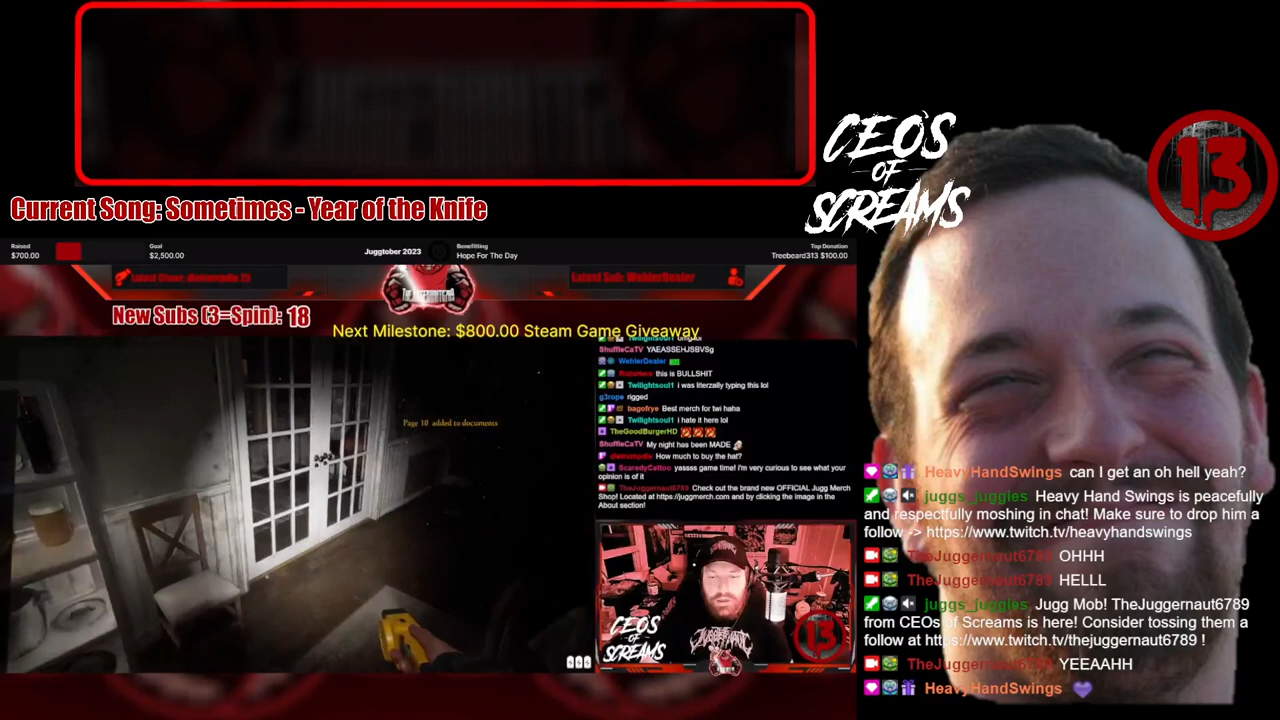 CEO'S
OF
SCREAMS
13
Current Song: Sometimes - Year of the Knife
Raised
$700.00
Goal
$2,500.00
Juggtober 2023
Benefitting
Hope For The Day
Top Donation
Treebeard313 $100.00
Latest Sub: WehlerDealer
New Subs (3=Spin): 18
Next Milestone: $800.00 Steam Game Giveaway
Page 10 added to documents
Twilightsoul1
ShuffleCaTV YAEASSEHJSBVSg
WehlerDealer
this is BULLSHIT
Twilightsoul1 i was literzally typing this lol
g3rope rigged
bagofrye Best merch for twi haha
Twilightsoul1 i hate it here lol
TheGoodBurgerHD
ShuffleCaTV My night has been MADE
How much to buy the hat?
ScaredyCattoo yassss game time! i'm very curious to see what your
opinion is of it
TheJuggernaut6789 Check out the brand new OFFICIAL Jugg Merch
Shop! Located at https://juggmerch.com and by clicking the image in the
About section!
CEO'S
OF
SCREAMS
13
HeavyHandSwings can I get an oh hell yeah?
juggs_juggles Heavy Hand Swings is peacefully
and respectfully moshing in chat! Make sure to drop him a
follow -> https://www.twitch.tv/heavyhandswings
TheJuggernaut6789 OHHH
TheJuggernaut6789 HELLL
juggs_juggles Jugg Mob! TheJuggernaut6789
from CEOs of Screams is here! Consider tossing them a
follow at https://www.twitch.tv/thejuggernaut6789 !
TheJuggernaut6789 YEEAAHH
HeavyHandSwings